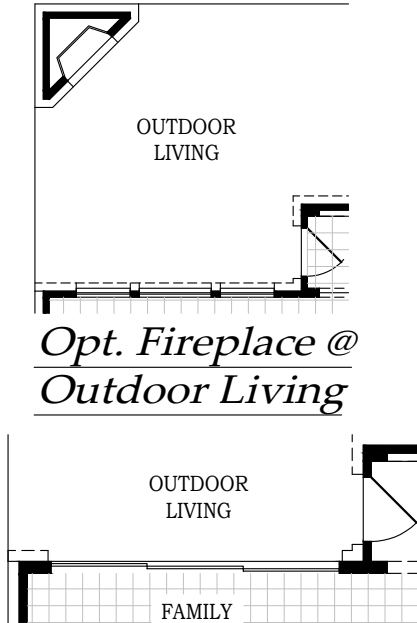 OUTDOOR
LIVING
Opt. Fireplace @
Outdoor Living
OUTDOOR
LIVING
FAMILY